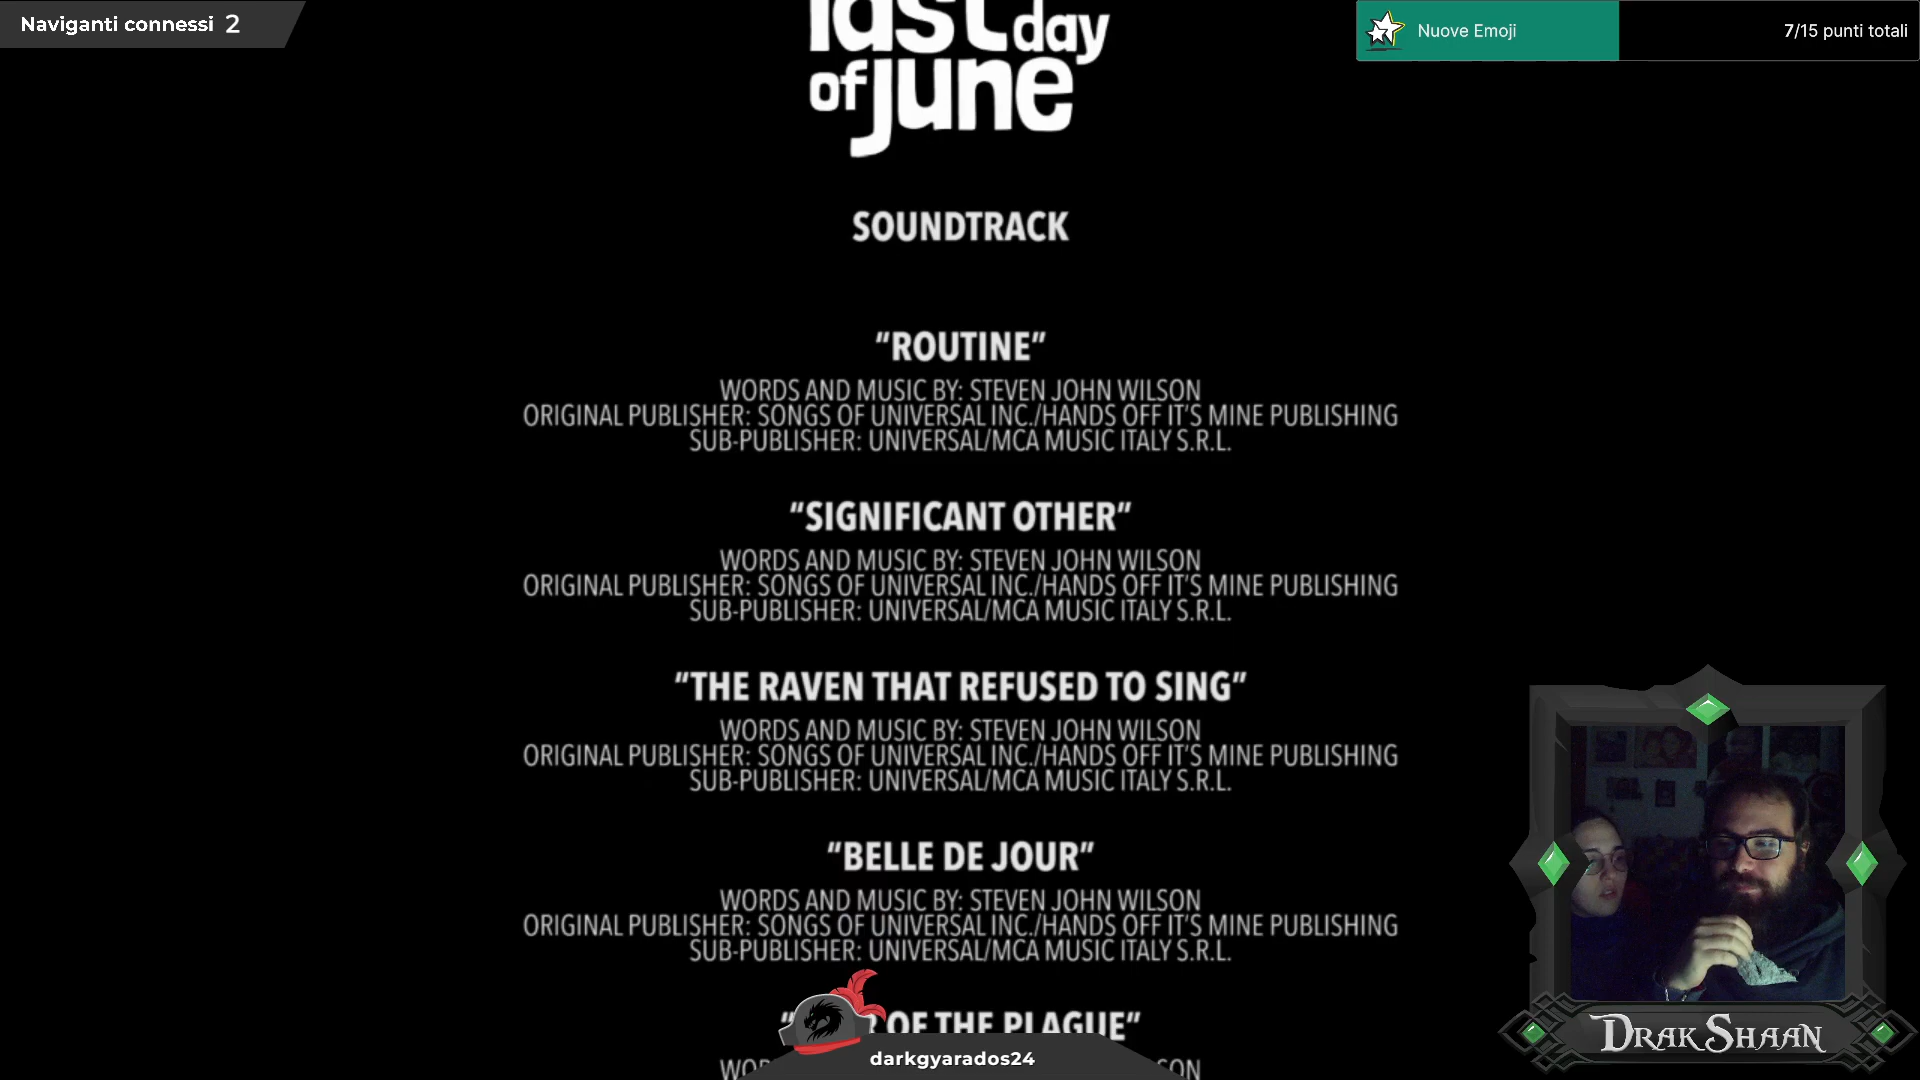 Naviganti connessi 2
Nuove Emoji
7/15 punti totali
last day
of june
SOUNDTRACK
“ROUTINE”
WORDS AND MUSIC BY: STEVEN JOHN WILSON
ORIGINAL PUBLISHER: SONGS OF UNIVERSAL INC./HANDS OFF IT'S MINE PUBLISHING
SUB-PUBLISHER: UNIVERSAL/MCA MUSIC ITALY S.R.L.
“SIGNIFICANT OTHER”
WORDS AND MUSIC BY: STEVEN JOHN WILSON
ORIGINAL PUBLISHER: SONGS OF UNIVERSAL INC./HANDS OFF IT'S MINE PUBLISHING
SUB-PUBLISHER: UNIVERSAL/MCA MUSIC ITALY S.R.L.
“THE RAVEN THAT REFUSED TO SING”
WORDS AND MUSIC BY: STEVEN JOHN WILSON
ORIGINAL PUBLISHER: SONGS OF UNIVERSAL INC./HANDS OFF IT'S MINE PUBLISHING
SUB-PUBLISHER: UNIVERSAL/MCA MUSIC ITALY S.R.L.
“BELLE DE JOUR”
WORDS AND MUSIC BY: STEVEN JOHN WILSON
ORIGINAL PUBLISHER: SONGS OF UNIVERSAL INC./HANDS OFF IT'S MINE PUBLISHING
SUB-PUBLISHER: UNIVERSAL/MCA MUSIC ITALY S.R.L.
OF THE PLAGUE”
darkgyarados24
DRAKSHAAN